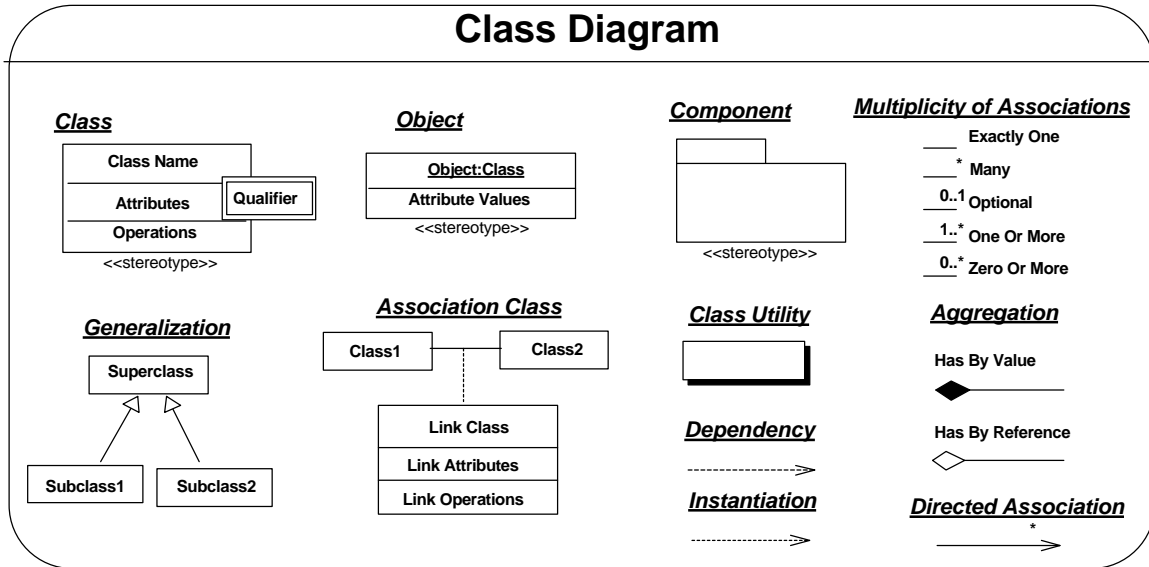 Class Diagram
Class
Class Name
Attributes
Qualifier
Operations
<<stereotype>>
Object
Object:Class
Attribute Values
<<stereotype>>
Component
<<stereotype>>
Multiplicity of Associations
Exactly One
* Many
0..1 Optional
1..* One Or More
0..* Zero Or More
Generalization
Superclass
Subclass1
Subclass2
Association Class
Class1
Class2
Link Class
Link Attributes
Link Operations
Class Utility
Dependency
Instantiation
Aggregation
Has By Value
Has By Reference
Directed Association
*